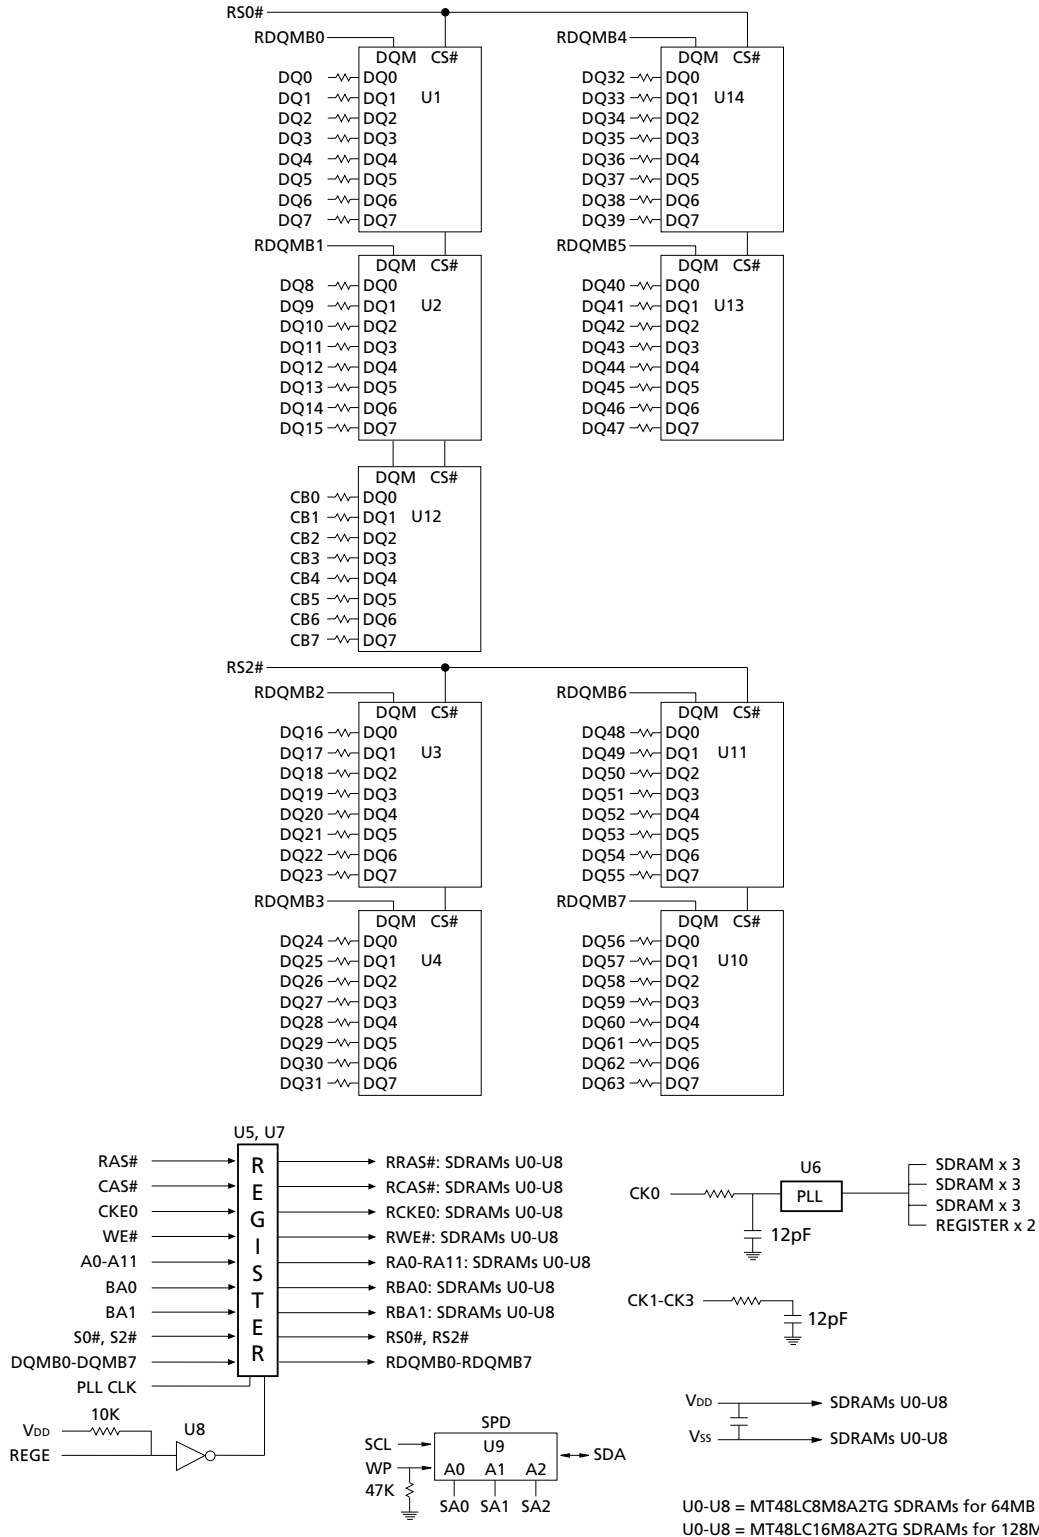 RS0#
RDQMB0
DQM CS#
U1
DQ0 DQ0
DQ1 DQ1
DQ2 DQ2
DQ3 DQ3
DQ4 DQ4
DQ5 DQ5
DQ6 DQ6
DQ7 DQ7
RDQMB4
DQM CS#
U14
DQ32 DQ0
DQ33 DQ1
DQ34 DQ2
DQ35 DQ3
DQ36 DQ4
DQ37 DQ5
DQ38 DQ6
DQ39 DQ7
RDQMB1
DQM CS#
U2
DQ8 DQ0
DQ9 DQ1
DQ10 DQ2
DQ11 DQ3
DQ12 DQ4
DQ13 DQ5
DQ14 DQ6
DQ15 DQ7
RDQMB5
DQM CS#
U13
DQ40 DQ0
DQ41 DQ1
DQ42 DQ2
DQ43 DQ3
DQ44 DQ4
DQ45 DQ5
DQ46 DQ6
DQ47 DQ7
DQM CS#
U12
CB0 DQ0
CB1 DQ1
CB2 DQ2
CB3 DQ3
CB4 DQ4
CB5 DQ5
CB6 DQ6
CB7 DQ7
RS2#
RDQMB2
DQM CS#
U3
DQ16 DQ0
DQ17 DQ1
DQ18 DQ2
DQ19 DQ3
DQ20 DQ4
DQ21 DQ5
DQ22 DQ6
DQ23 DQ7
RDQMB6
DQM CS#
U11
DQ48 DQ0
DQ49 DQ1
DQ50 DQ2
DQ51 DQ3
DQ52 DQ4
DQ53 DQ5
DQ54 DQ6
DQ55 DQ7
RDQMB3
DQM CS#
U4
DQ24 DQ0
DQ25 DQ1
DQ26 DQ2
DQ27 DQ3
DQ28 DQ4
DQ29 DQ5
DQ30 DQ6
DQ31 DQ7
RDQMB7
DQM CS#
U10
DQ56 DQ0
DQ57 DQ1
DQ58 DQ2
DQ59 DQ3
DQ60 DQ4
DQ61 DQ5
DQ62 DQ6
DQ63 DQ7
U5, U7
REGISTER
RAS# RRAS#: SDRAMs U0-U8
CAS# RCAS#: SDRAMs U0-U8
CKE0 RCKE0: SDRAMs U0-U8
WE# RWE#: SDRAMs U0-U8
A0-A11 RA0-RA11: SDRAMs U0-U8
BA0 RBA0: SDRAMs U0-U8
BA1 RBA1: SDRAMs U0-U8
S0#, S2# RS0#, RS2#
DQMB0-DQMB7 RDQMB0-RDQMB7
PLL CLK
10K
VDD
U8
REGE
U6
CK0
PLL
12pF
SDRAM x 3
SDRAM x 3
SDRAM x 3
REGISTER x 2
CK1-CK3
12pF
SPD
U9
SCL
WP
47K
A0 A1 A2
SDA
SA0 SA1 SA2
VDD SDRAMs U0-U8
VSS SDRAMs U0-U8
U0-U8 = MT48LC8M8A2TG SDRAMs for 64MB
U0-U8 = MT48LC16M8A2TG SDRAMs for 128M